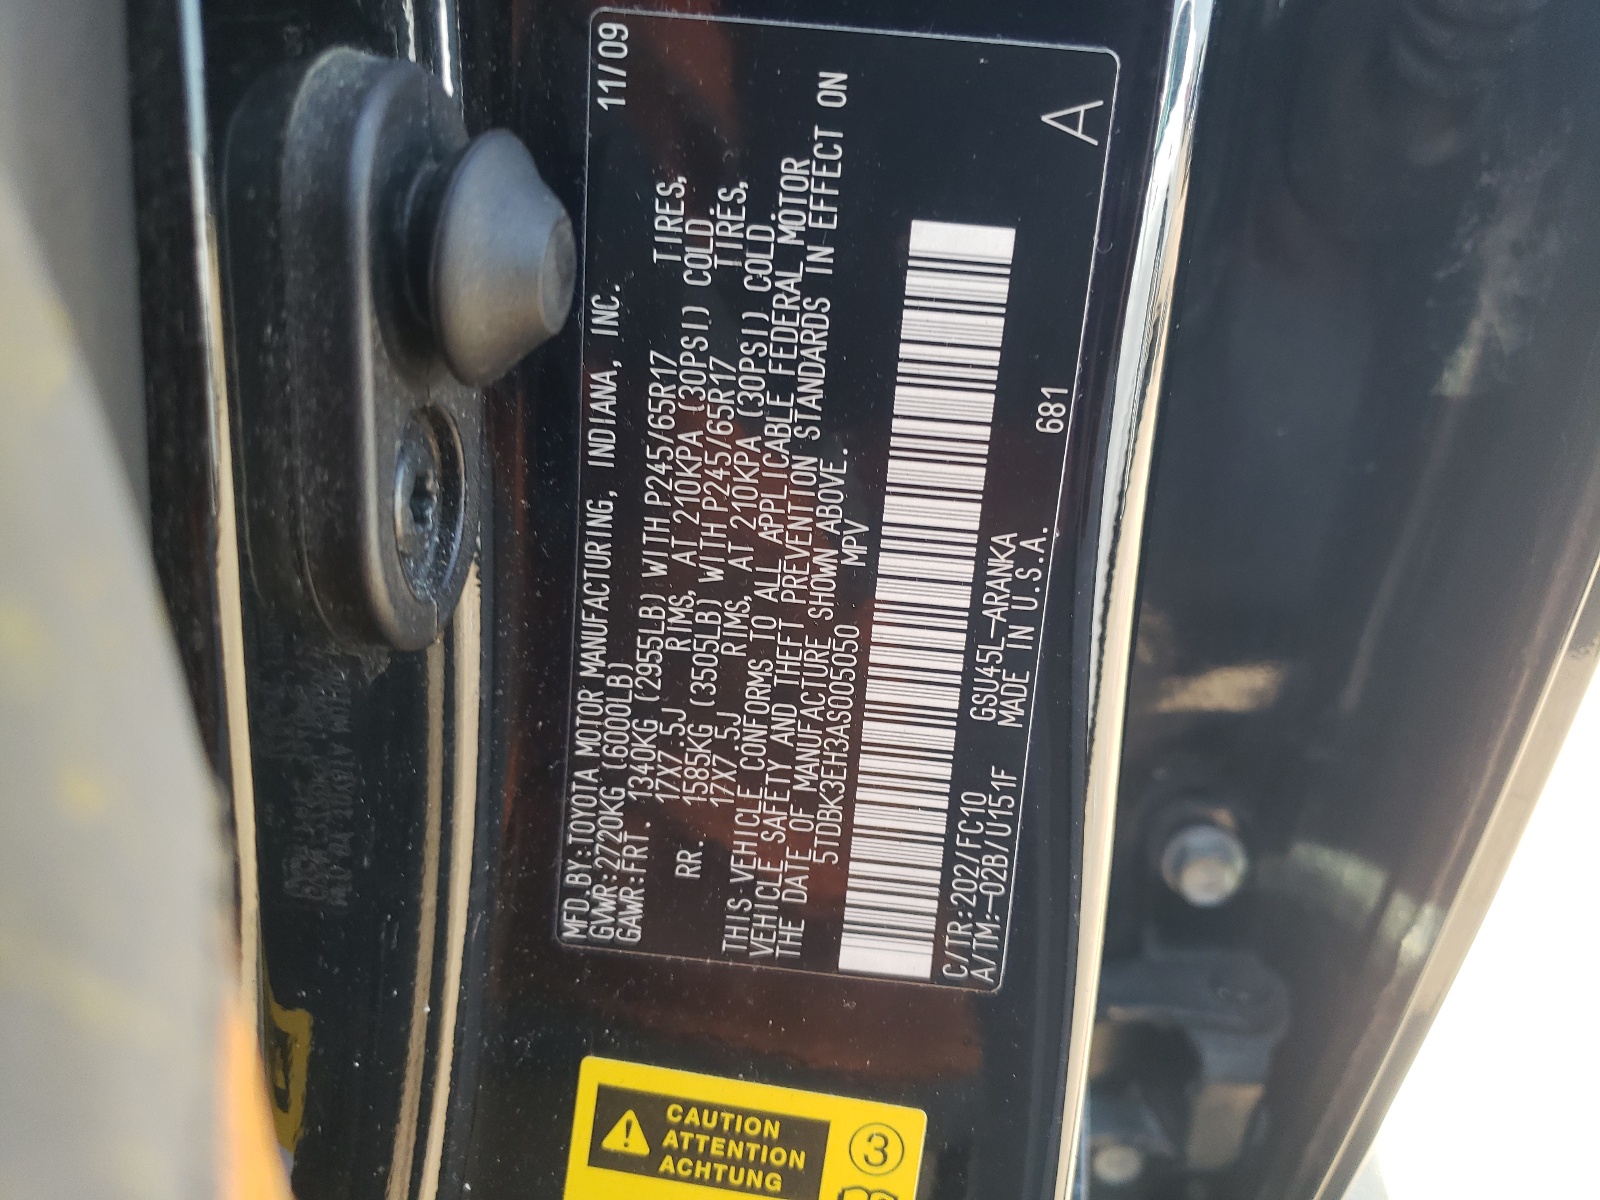 MFD.BY:TOYOTA MOTOR MANUFACTURING, INDIANA, INC. 11/09
GVWR:2720KG (6000LB)
GAWR:FRT. 1340KG (2955LB) WITH P245/65R17 TIRES,
17X7.5J RIMS, AT 210KPA (30PSI) COLD.
RR. 1585KG (3505LB) WITH P245/65R17 TIRES,
17X7.5J RIMS, AT 210KPA (30PSI) COLD.
THIS VEHICLE CONFORMS TO ALL APPLICABLE FEDERAL MOTOR
VEHICLE SAFETY AND THEFT PREVENTION STANDARDS IN EFFECT ON
THE DATE OF MANUFACTURE SHOWN ABOVE.
5TDBK3EH3AS005050 MPV
C/TR:202/FC10 GSU45L-ARANKA 681 A
A/TM:-02B/U151F MADE IN U.S.A.
CAUTION
ATTENTION
ACHTUNG
3